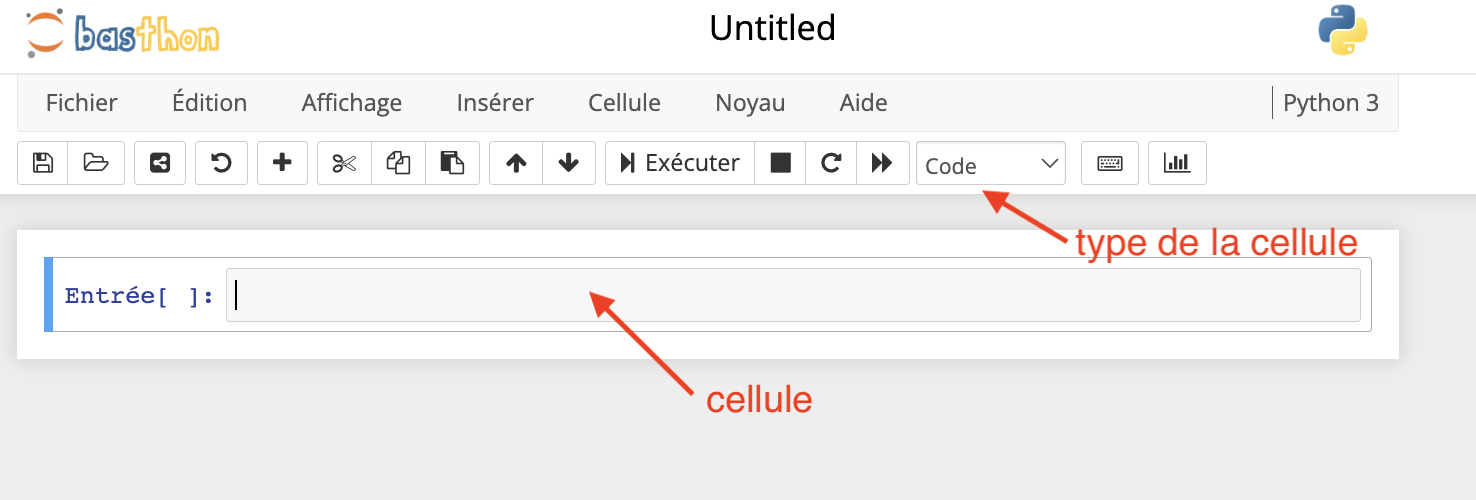 basthon
Untitled
Fichier Édition Affichage Insérer Cellule Noyau Aide Python 3
Exécuter Code
type de la cellule
Entrée[ ]:
cellule